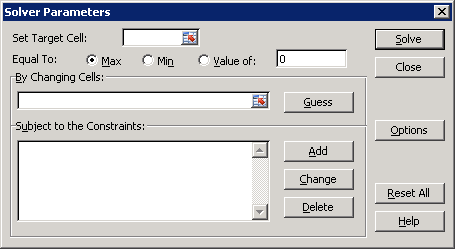 Solver Parameters
Set Target Cell:
Solve
Equal To: Max Min Value of: 0
Close
By Changing Cells:
Guess
Subject to the Constraints:
Options
Add
Change
Reset All
Delete
Help